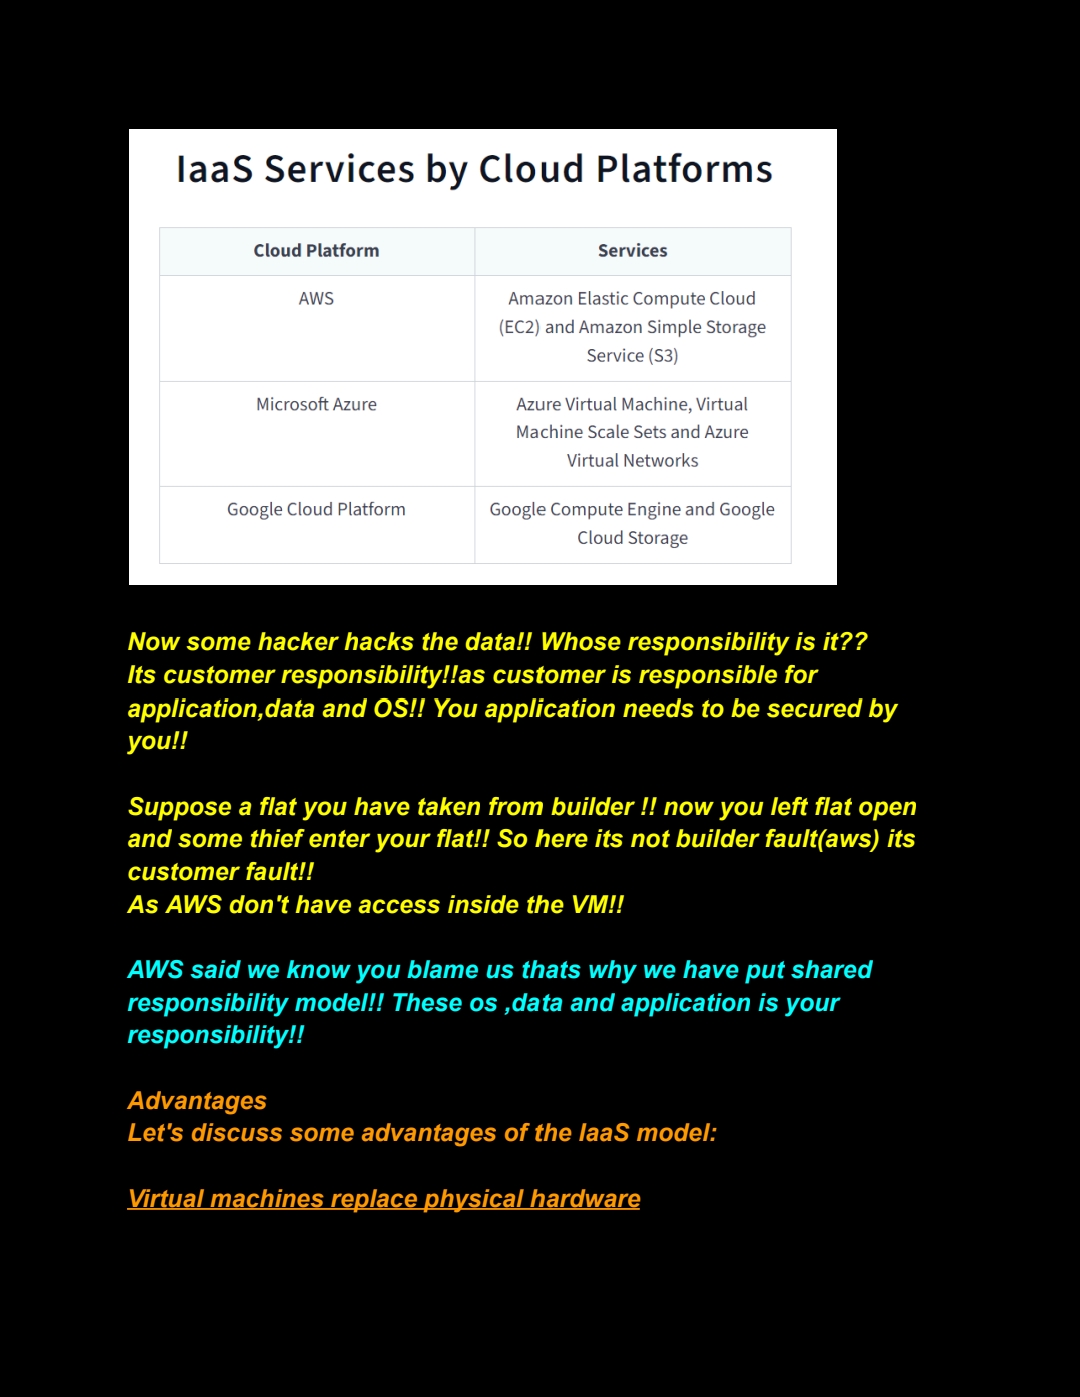 IaaS Services by Cloud Platforms
Cloud Platform
Services
AWS
Amazon Elastic Compute Cloud
(EC2) and Amazon Simple Storage
Service (S3)
Microsoft Azure
Azure Virtual Machine, Virtual
Machine Scale Sets and Azure
Virtual Networks
Google Cloud Platform
Google Compute Engine and Google
Cloud Storage
Now some hacker hacks the data!! Whose responsibility is it??
Its customer responsibility!!as customer is responsible for
application,data and OS!! You application needs to be secured by
you!!
Suppose a flat you have taken from builder !! now you left flat open
and some thief enter your flat!! So here its not builder fault(aws) its
customer fault!!
As AWS don't have access inside the VM!!
AWS said we know you blame us thats why we have put shared
responsibility model!! These os ,data and application is your
responsibility!!
Advantages
Let's discuss some advantages of the IaaS model:
Virtual machines replace physical hardware